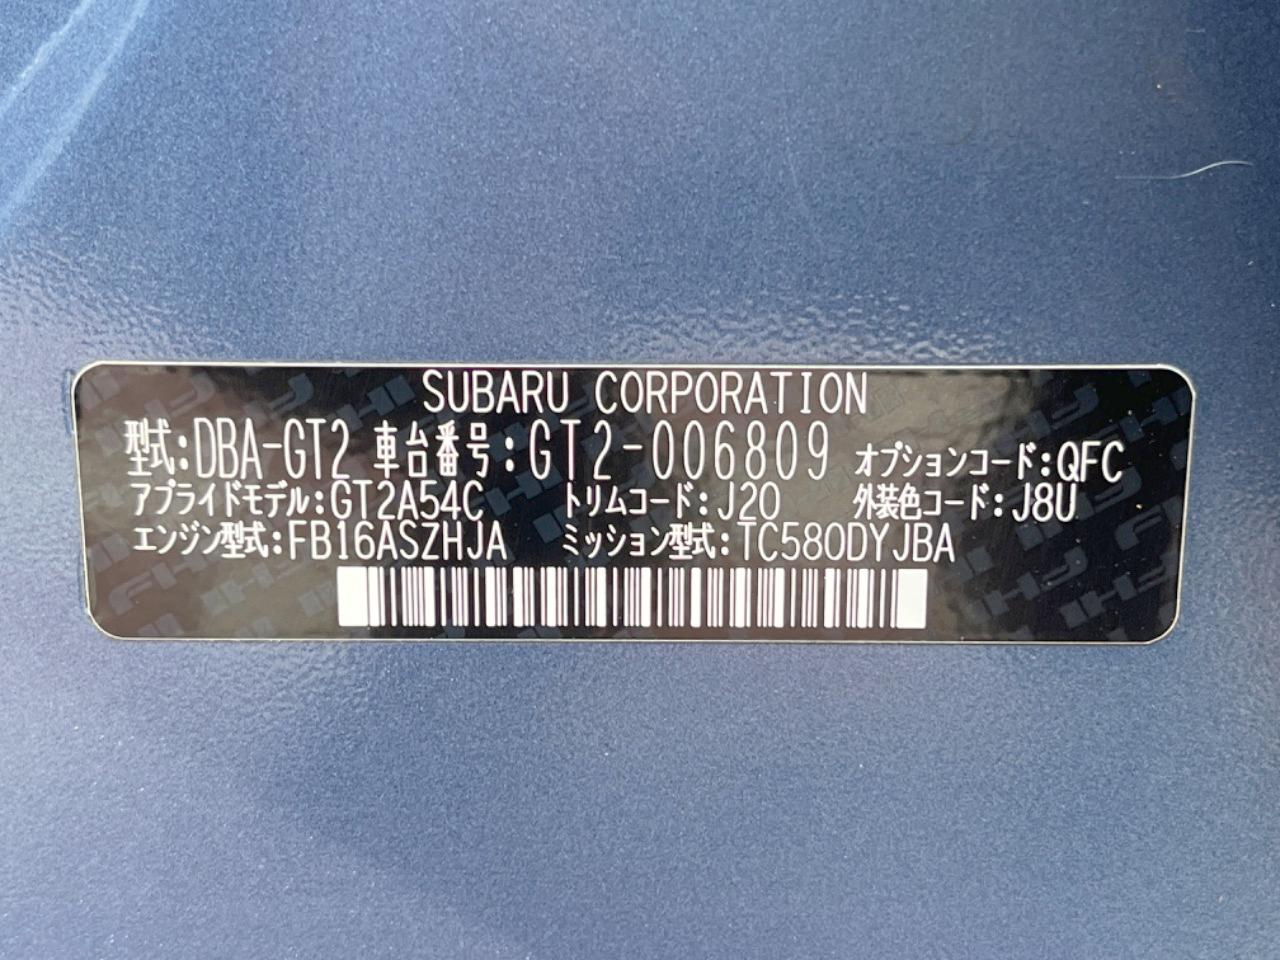 SUBARU CORPORATION
型式:DBA-GT2 車台番号:GT2-006809 オプションコード:QFC
アプライドモデル:GT2A54C トリムコード:J20 外装色コード:J8U
エンジン型式:FB16ASZHJA ミッション型式:TC580DYJBA